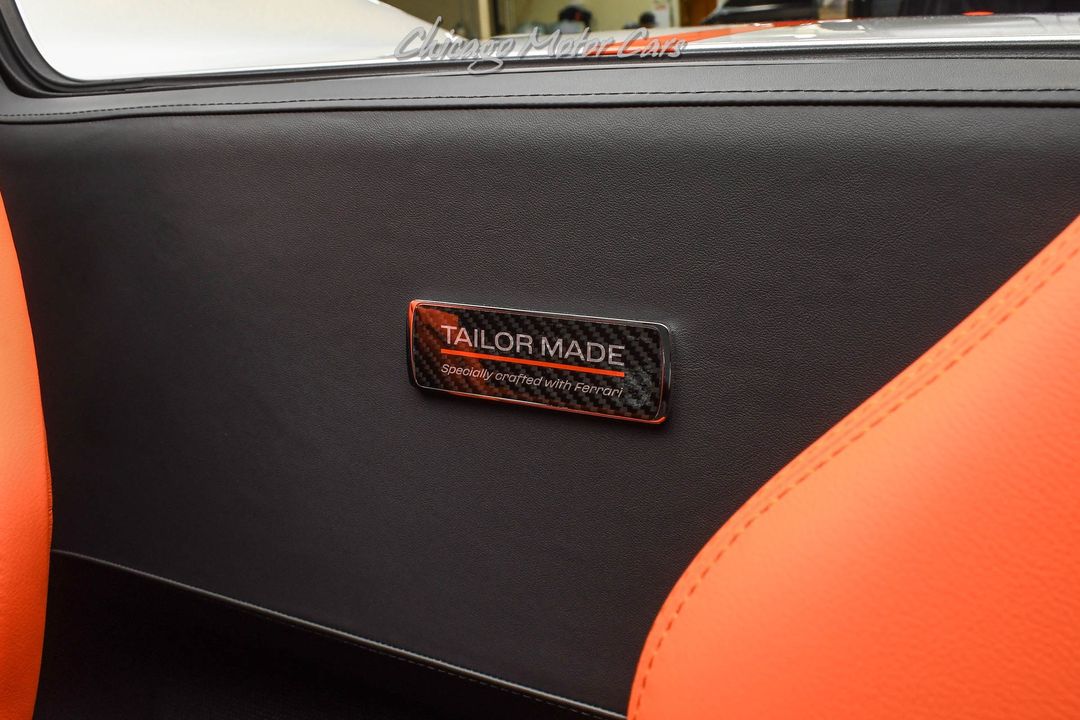 Chicago Motor Cars
TAILOR MADE
Specially crafted with Ferrari